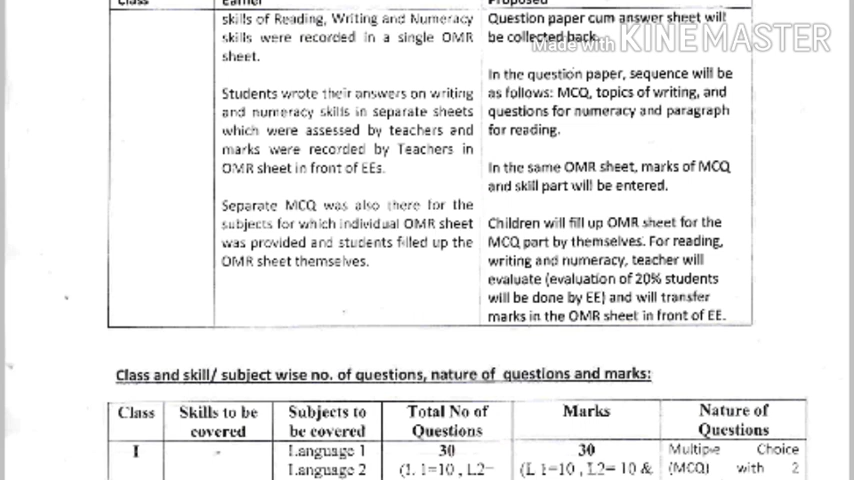 Class Earlier Proposed
skills of Reading, Writing and Numeracy
skills were recorded in a single OMR
sheet.
Students wrote their answers on writing
and numeracy skills in separate sheets
which were assessed by teachers and
marks were recorded by Teachers in
OMR sheet in front of EEs.
Separate MCQ was also there for the
subjects for which individual OMR sheet
was provided and students filled up the
OMR sheet themselves.
Question paper cum answer sheet will
be collected back.
In the question paper, sequence will be
as follows: MCQ, topics of writing, and
questions for numeracy and paragraph
for reading.
In the same OMR sheet, marks of MCQ
and skill part will be entered.
Children will fill up OMR sheet for the
MCQ part by themselves. For reading,
writing and numeracy, teacher will
evaluate (evaluation of 20% students
will be done by EE) and will transfer
marks in the OMR sheet in front of EE.
Made with KINEMASTER
Class and skill/ subject wise no. of questions, nature of questions and marks:
Class Skills to be Subjects to Total No of Marks Nature of
covered be covered Questions Questions
I - Language 1 30 30 Multiple Choice
Language 2 (L 1=10 , L2= (L 1=10 , L2= 10 & (MCQ) with 2